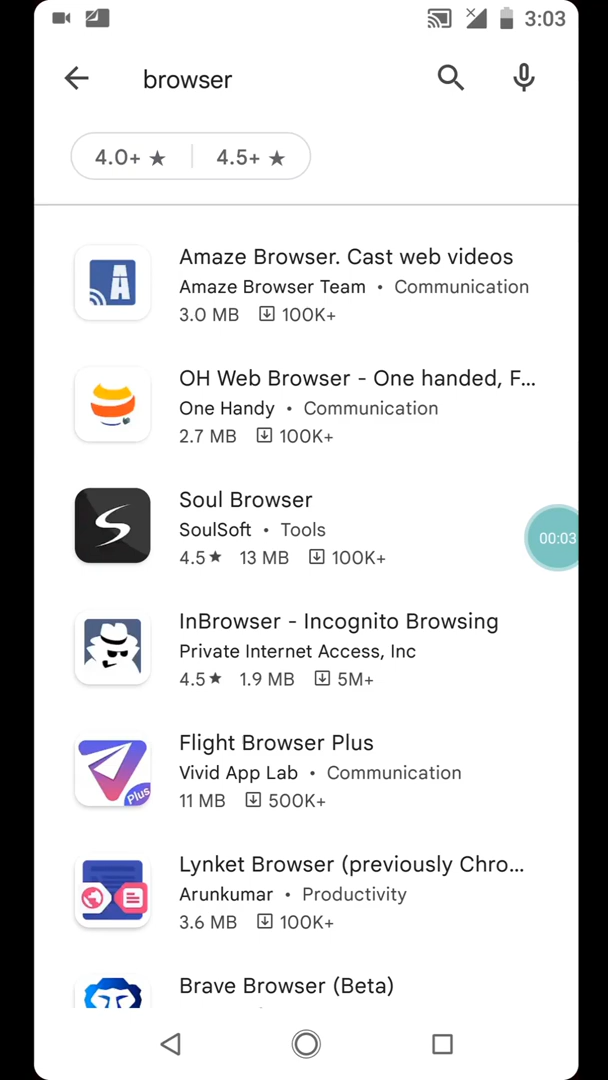 3:03
browser
4.0+ ★ 4.5+ ★
Amaze Browser. Cast web videos
Amaze Browser Team • Communication
3.0 MB 100K+
OH Web Browser - One handed, F...
One Handy • Communication
2.7 MB 100K+
Soul Browser
SoulSoft • Tools
4.5★ 13 MB 100K+
00:03
InBrowser - Incognito Browsing
Private Internet Access, Inc
4.5★ 1.9 MB 5M+
Flight Browser Plus
Vivid App Lab • Communication
Plus
11 MB 500K+
Lynket Browser (previously Chro...
Arunkumar • Productivity
3.6 MB 100K+
Brave Browser (Beta)